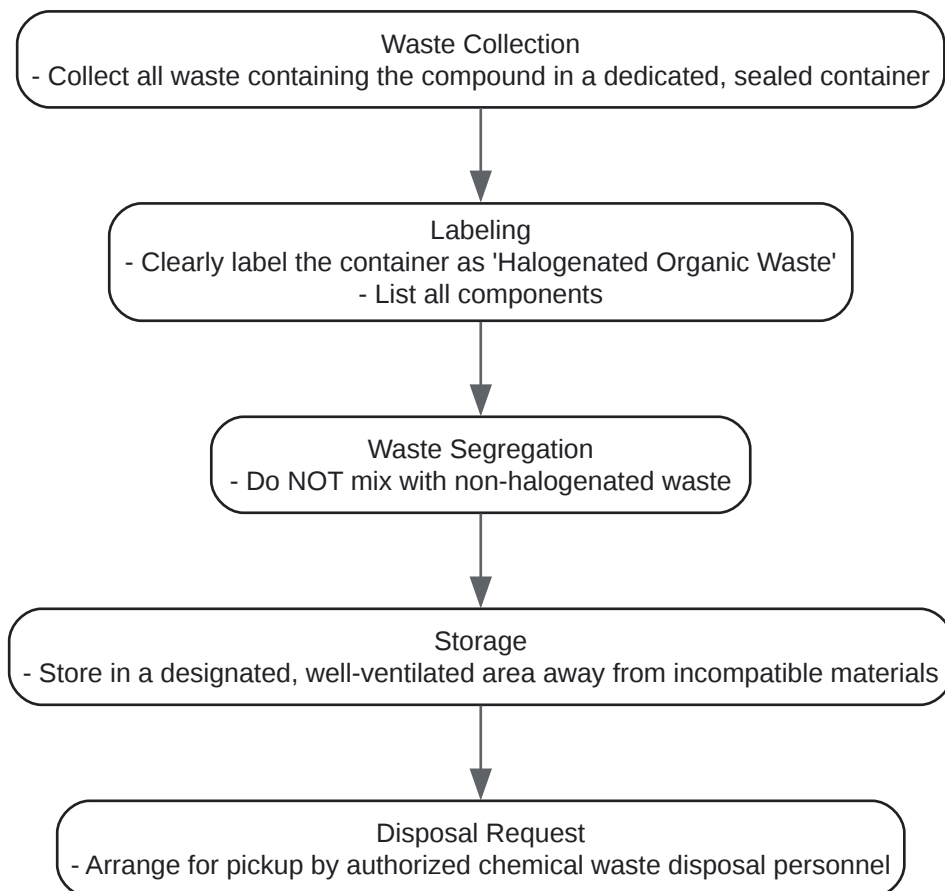 Waste Collection
- Collect all waste containing the compound in a dedicated, sealed container
Labeling
- Clearly label the container as 'Halogenated Organic Waste'
- List all components
Waste Segregation
- Do NOT mix with non-halogenated waste
Storage
- Store in a designated, well-ventilated area away from incompatible materials
Disposal Request
- Arrange for pickup by authorized chemical waste disposal personnel